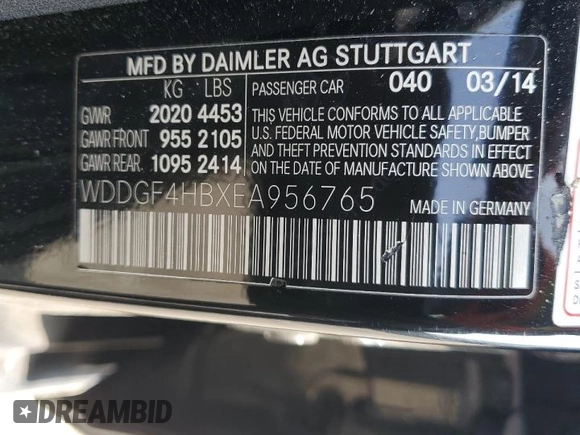 MFD BY DAIMLER AG STUTTGART
KG LBS PASSENGER CAR 040 03/14
GVWR 2020 4453
GAWR FRONT 955 2105
GAWR REAR 1095 2414
THIS VEHICLE CONFORMS TO ALL APPLICABLE
U.S. FEDERAL MOTOR VEHICLE SAFETY, BUMPER
AND THEFT PREVENTION STANDARDS IN EFFECT
ON THE DATE OF MANUFACTURE SHOWN ABOVE
WDDGF4HBXEA956765 MADE IN GERMANY
DREAMBID